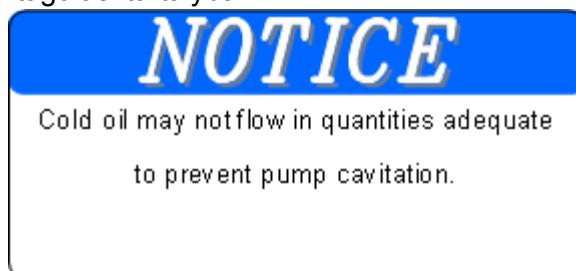 NOTICE
Cold oil may not flow in quantities adequate
to prevent pump cavitation.